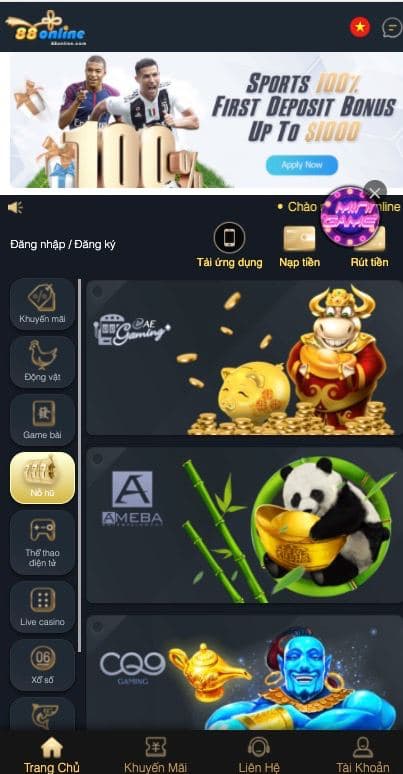 88online
88online.com
SPORTS 100%
FIRST DEPOSIT BONUS
UP TO $1000
Apply Now
100%
Chào
nline
MINI
GAME
Đăng nhập / Đăng ký
Tải ứng dụng
Nạp tiền
Rút tiền
Khuyến mãi
Động vật
Game bài
Nổ hũ
Thể thao
điện tử
Live casino
06
Xổ số
AE
Gaming
A
AMEBA
ENTERTAINMENT
CQ9
GAMING
Trang Chủ
Khuyến Mãi
Liên Hệ
Tài Khoản